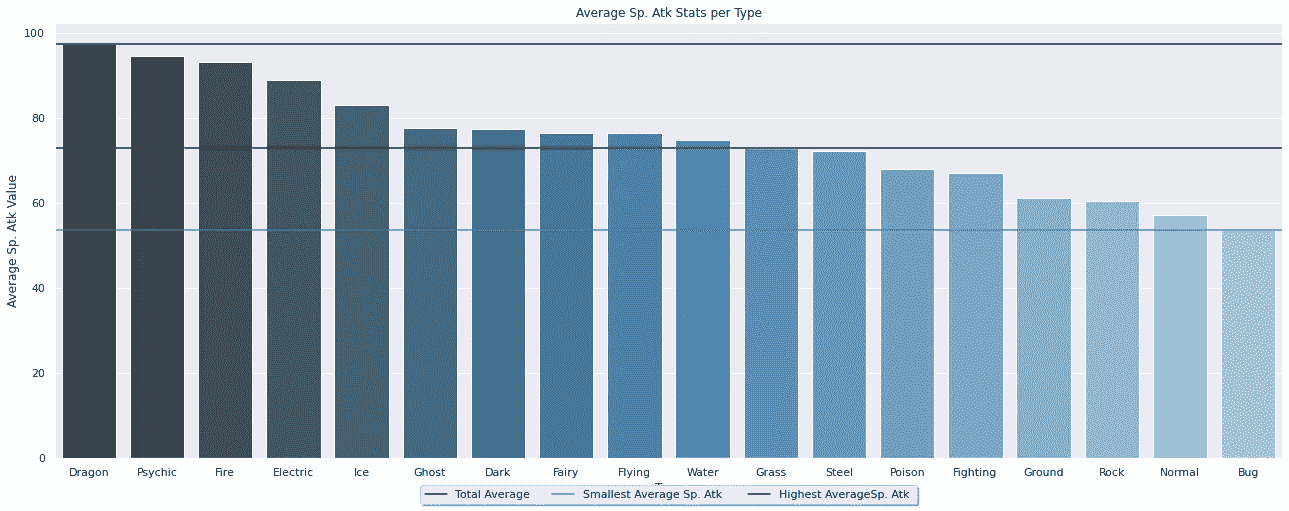 Average Sp. Atk Stats per Type
100
80
60
40
20
0
Average Sp. Atk Value
Dragon Psychic Fire Electric Ice Ghost Dark Fairy Flying Water Grass Steel Poison Fighting Ground Rock Normal Bug
Total Average Smallest Average Sp. Atk Highest AverageSp. Atk